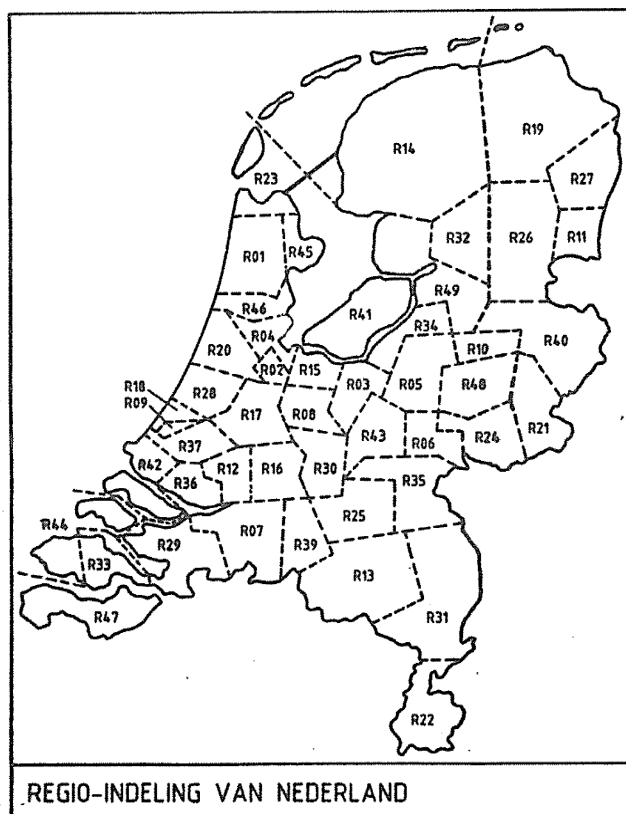 R14
R19
R23
R27
R01
R45
R32
R26
R11
R46
R41
R49
R04
R34
R20
R10
R40
R02
R15
R18
R28
R03
R05
R48
R09
R17
R08
R37
R43
R06
R24
R21
R42
R12
R16
R30
R36
R35
R44
R25
R07
R29
R39
R33
R13
R47
R31
R22
REGIO-INDELING VAN NEDERLAND